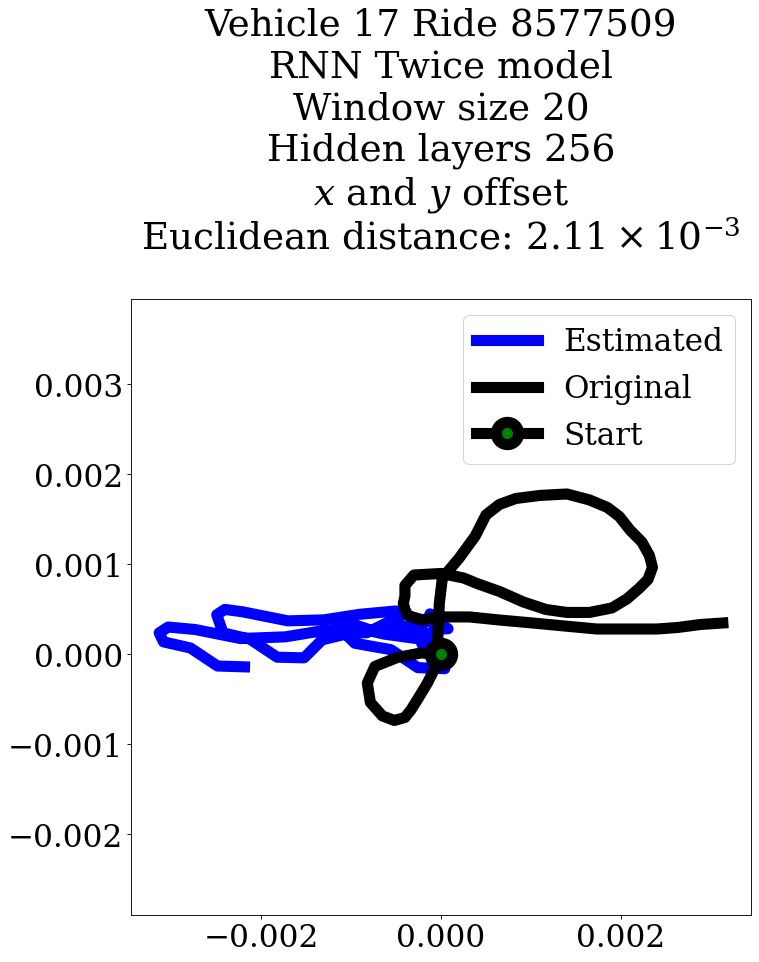 Vehicle 17 Ride 8577509
RNN Twice model
Window size 20
Hidden layers 256
x and y offset
Euclidean distance: 2.11 × 10⁻³
Estimated
Original
Start
0.003
0.002
0.001
0.000
−0.001
−0.002
−0.002 0.000 0.002